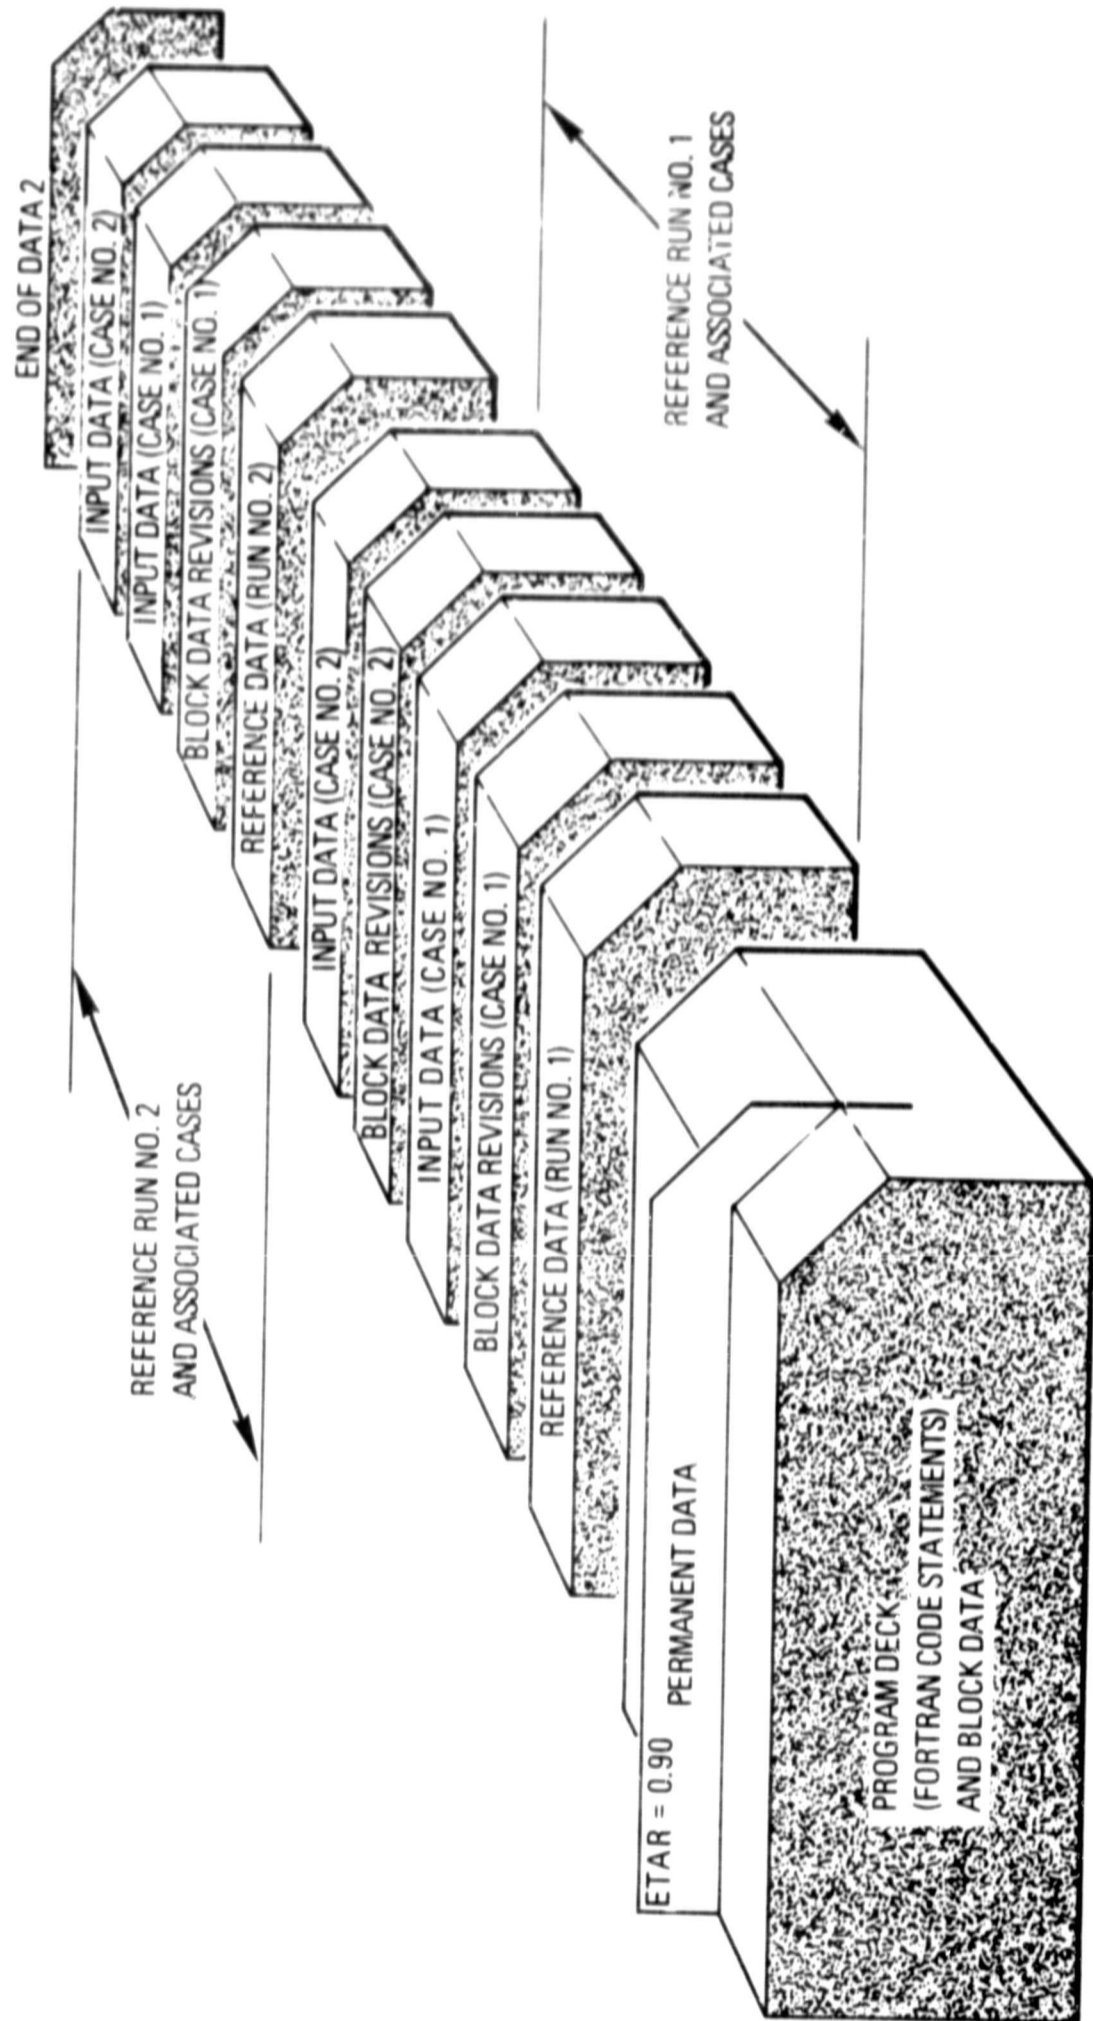 END OF DATA 2
INPUT DATA (CASE NO. 2)
INPUT DATA (CASE NO. 1)
BLOCK DATA REVISIONS (CASE NO. 1)
REFERENCE DATA (RUN NO. 2)
INPUT DATA (CASE NO. 2)
BLOCK DATA REVISIONS (CASE NO. 2)
INPUT DATA (CASE NO. 1)
BLOCK DATA REVISIONS (CASE NO. 1)
REFERENCE DATA (RUN NO. 1)
REFERENCE RUN NO. 2
AND ASSOCIATED CASES
REFERENCE RUN NO. 1
AND ASSOCIATED CASES
ETAR = 0.90
PERMANENT DATA
PROGRAM DECK
(FORTRAN CODE STATEMENTS)
AND BLOCK DATA